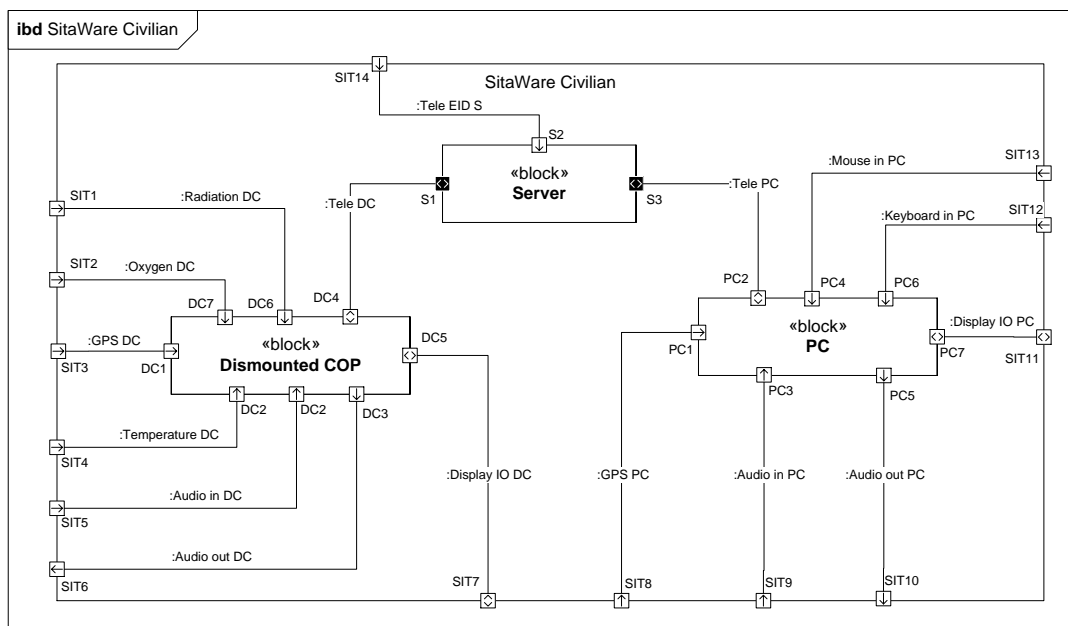 ibd SitaWare Civilian
SitaWare Civilian
SIT14
:Tele EID S
S2
«block»
Server
S1
S3
:Tele DC
:Tele PC
:Mouse in PC
SIT13
:Keyboard in PC
SIT12
SIT1
:Radiation DC
SIT2
:Oxygen DC
DC7
DC6
DC4
PC2
PC4
PC6
SIT3
:GPS DC
DC1
«block»
Dismounted COP
DC5
PC1
«block»
PC
PC7
:Display IO PC
SIT11
DC2
DC2
DC3
PC3
PC5
SIT4
:Temperature DC
:Display IO DC
:GPS PC
:Audio in PC
:Audio out PC
SIT5
:Audio in DC
SIT6
:Audio out DC
SIT7
SIT8
SIT9
SIT10